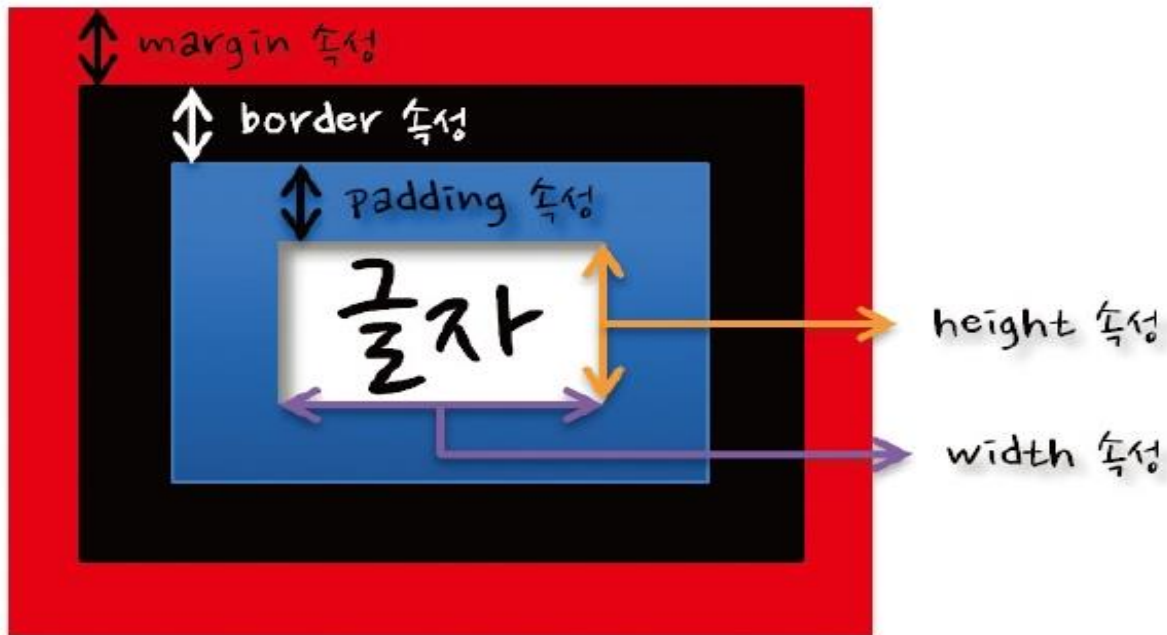 margin 속성
border 속성
padding 속성
글자
height 속성
width 속성